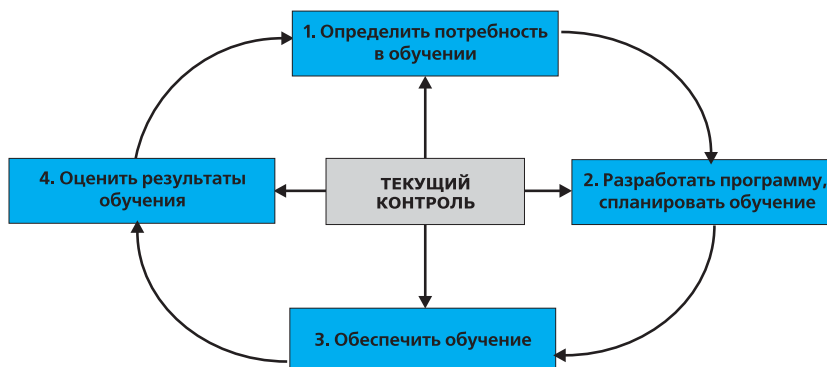 1. Определить потребность
в обучении
4. Оценить результаты
обучения
ТЕКУЩИЙ
КОНТРОЛЬ
2. Разработать программу,
спланировать обучение
3. Обеспечить обучение